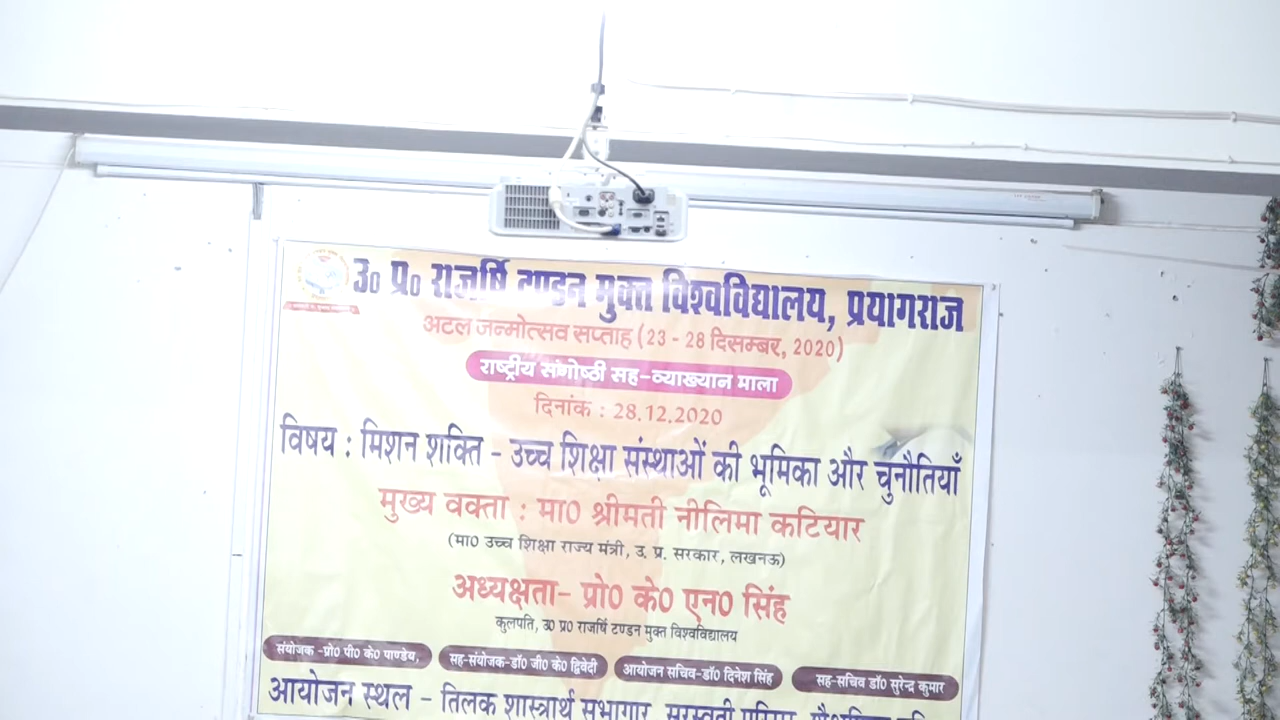 उ० प्र० राजर्षि टण्डन मुक्त विश्वविद्यालय, प्रयागराज
अटल जन्मोत्सव सप्ताह (23 - 28 दिसम्बर, 2020)
राष्ट्रीय संगोष्ठी सह-व्याख्यान माला
दिनांक : 28.12.2020
विषय : मिशन शक्ति - उच्च शिक्षा संस्थाओं की भूमिका और चुनौतियाँ
मुख्य वक्ता : मा0 श्रीमती नीलिमा कटियार
(मा0 उच्च शिक्षा राज्य मंत्री, उ. प्र. सरकार, लखनऊ)
अध्यक्षता- प्रो0 के0 एन0 सिंह
कुलपति, उ0 प्र0 राजर्षि टण्डन मुक्त विश्वविद्यालय
संयोजक -प्रो0 पी0 के0 पाण्डेय, सह-संयोजक-डॉ0 जी0 के0 द्विवेदी आयोजन सचिव-डॉ0 दिनेश सिंह सह-सचिव डॉ0 सुरेन्द्र कुमार
आयोजन स्थल - तिलक शास्त्रार्थ सभागार, सरस्वती परिसर,